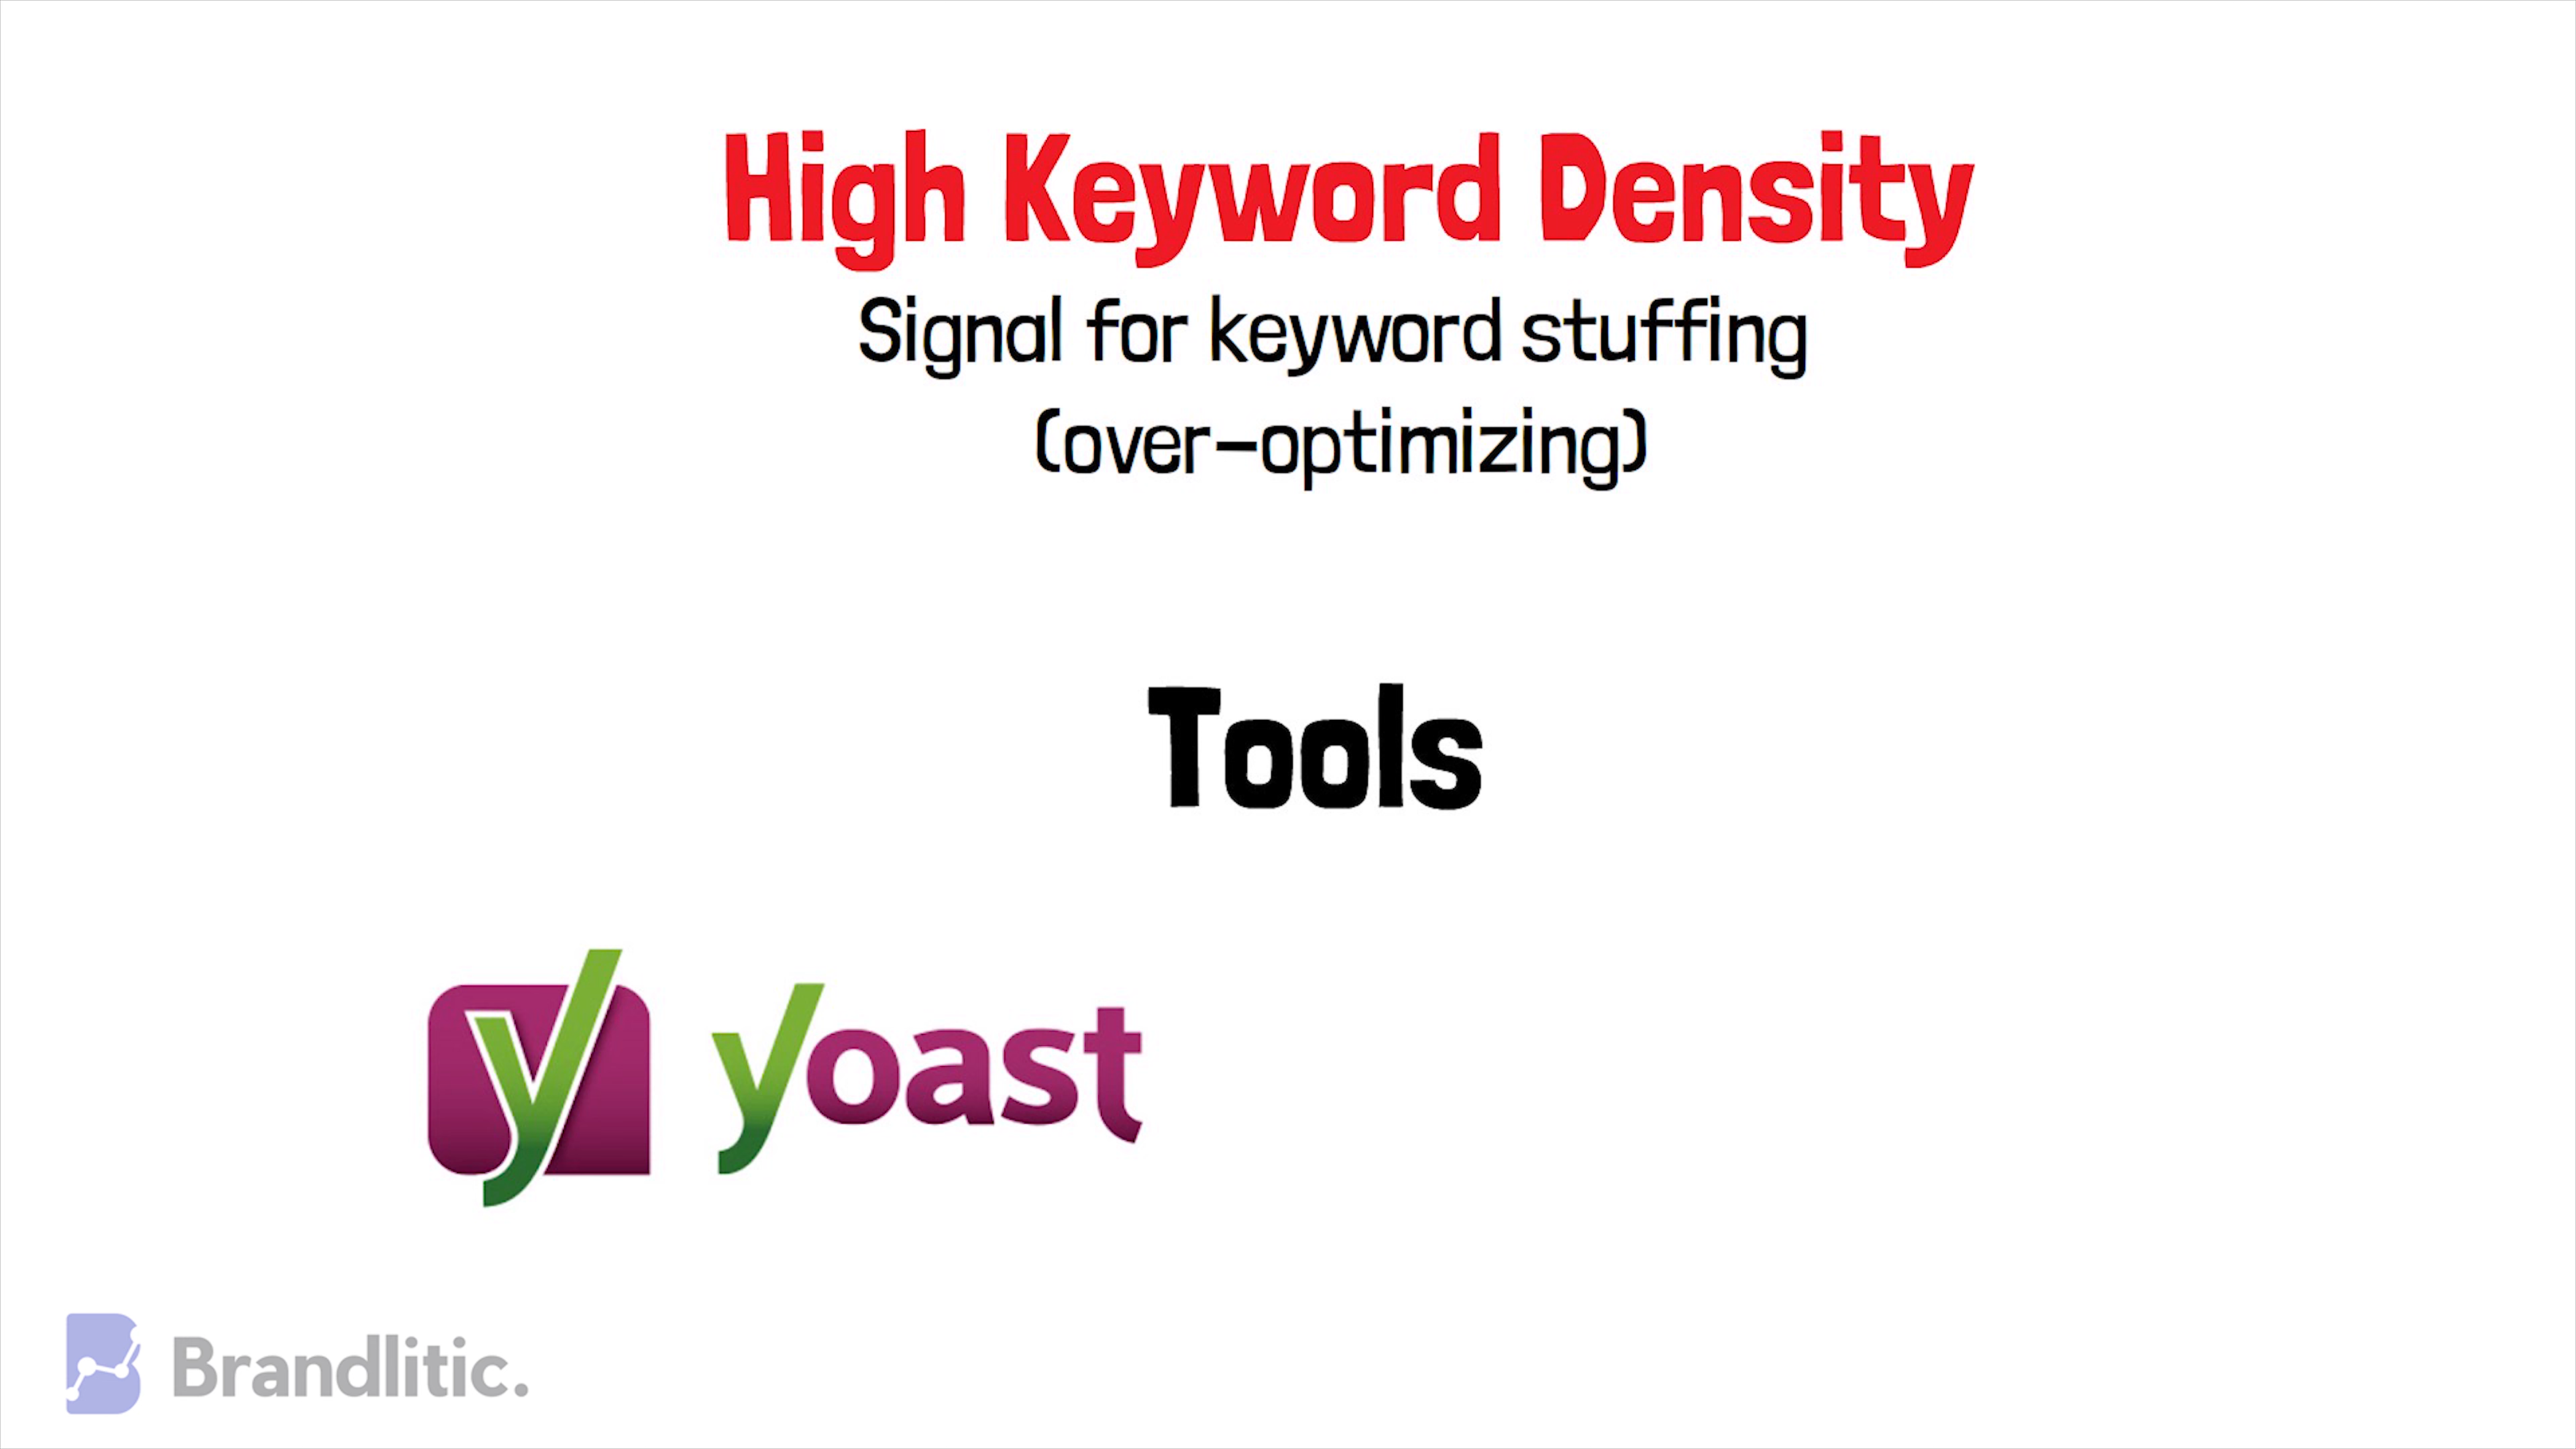 High Keyword Density
Signal for keyword stuffing
(over-optimizing)
Tools
yoast
Brandlitic.